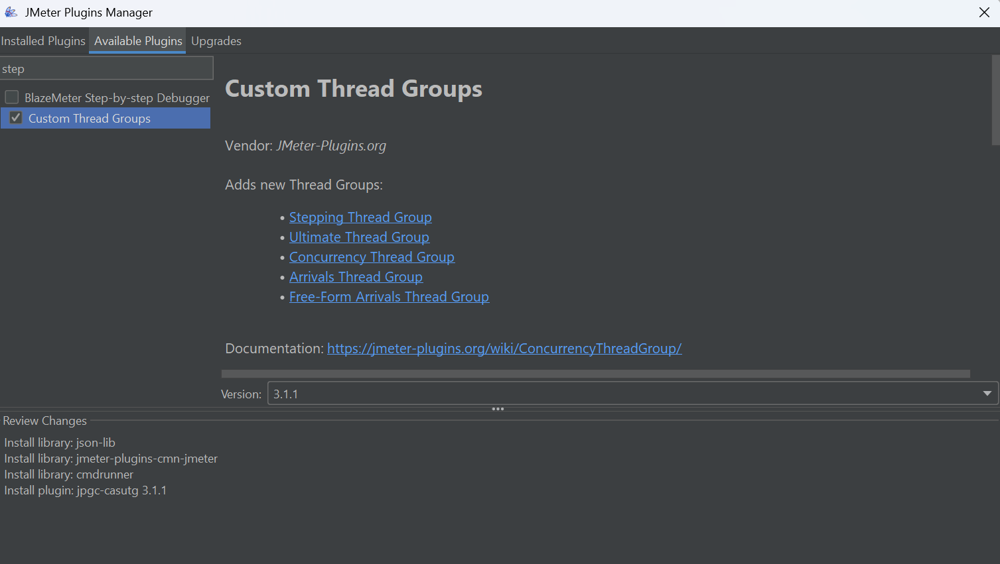 JMeter Plugins Manager
Installed Plugins Available Plugins Upgrades
step
BlazeMeter Step-by-step Debugger
Custom Thread Groups
Custom Thread Groups
Vendor: JMeter-Plugins.org
Adds new Thread Groups:
• Stepping Thread Group
• Ultimate Thread Group
• Concurrency Thread Group
• Arrivals Thread Group
• Free-Form Arrivals Thread Group
Documentation: https://jmeter-plugins.org/wiki/ConcurrencyThreadGroup/
Version: 3.1.1
Review Changes
Install library: json-lib
Install library: jmeter-plugins-cmn-jmeter
Install library: cmdrunner
Install plugin: jpgc-casutg 3.1.1